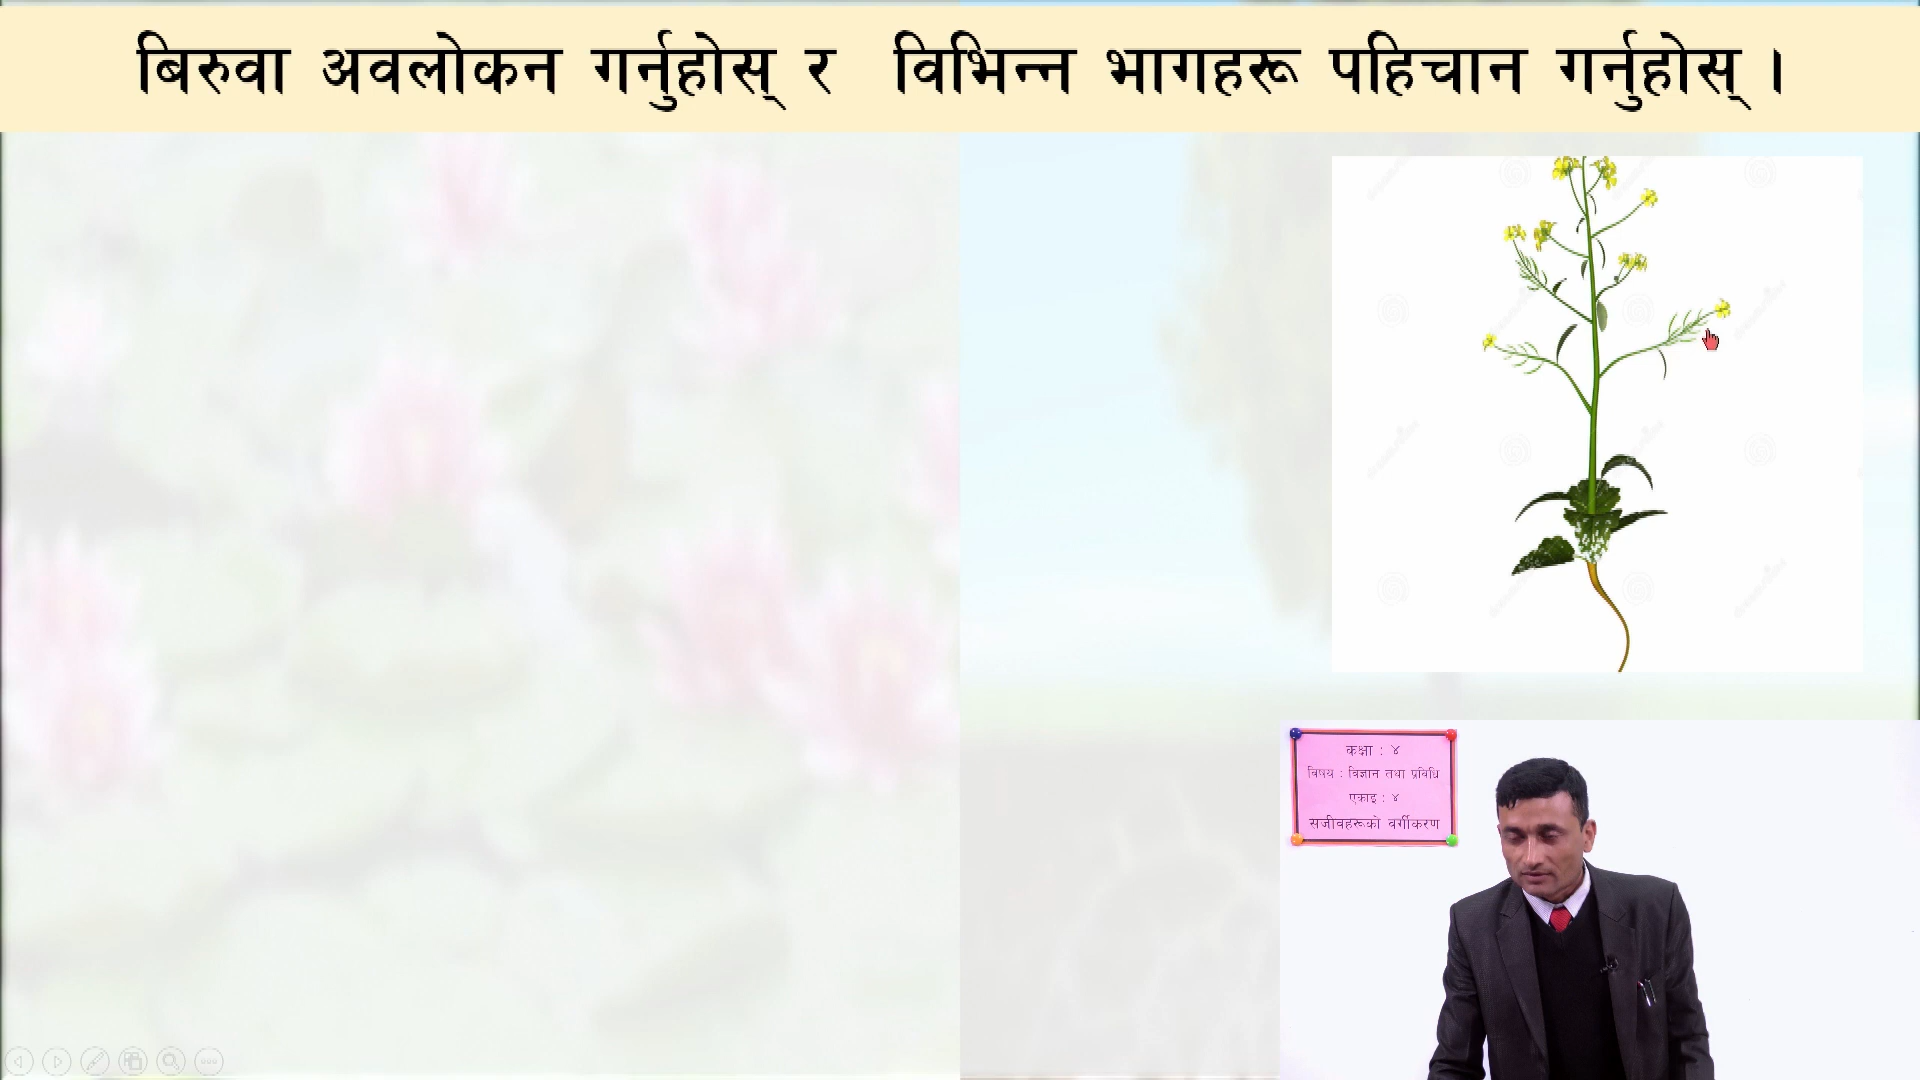 बिरुवा अवलोकन गर्नुहोस् र विभिन्न भागहरू पहिचान गर्नुहोस् ।
कक्षा : ४
विषय : विज्ञान तथा प्रविधि
एकाइ : ४
सजीवहरूको वर्गीकरण